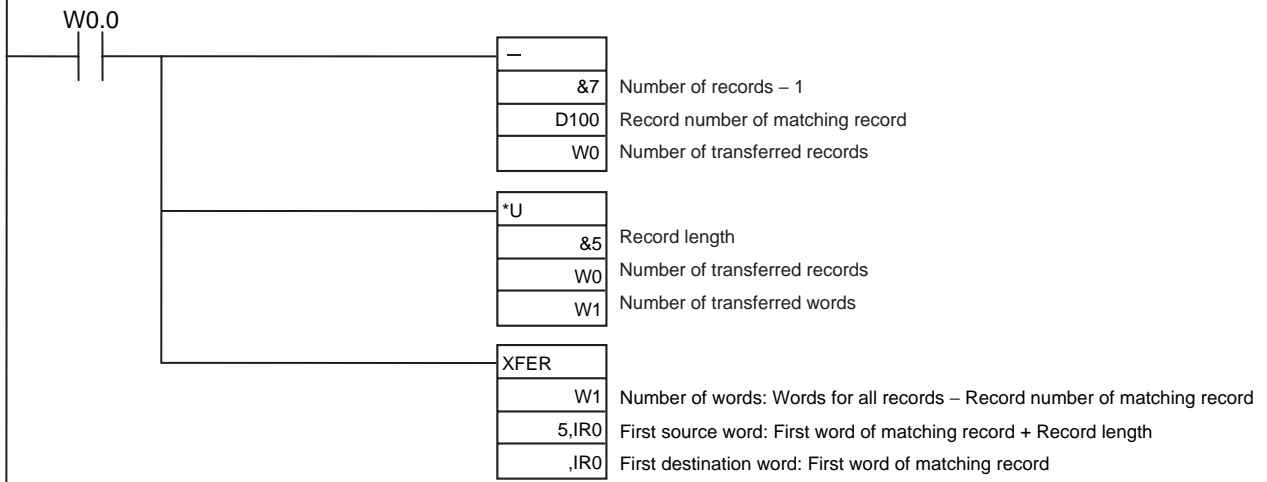 W0.0
−
&7 Number of records − 1
D100 Record number of matching record
W0 Number of transferred records
*U
&5 Record length
W0 Number of transferred records
W1 Number of transferred words
XFER
W1 Number of words: Words for all records − Record number of matching record
5,IR0 First source word: First word of matching record + Record length
,IR0 First destination word: First word of matching record